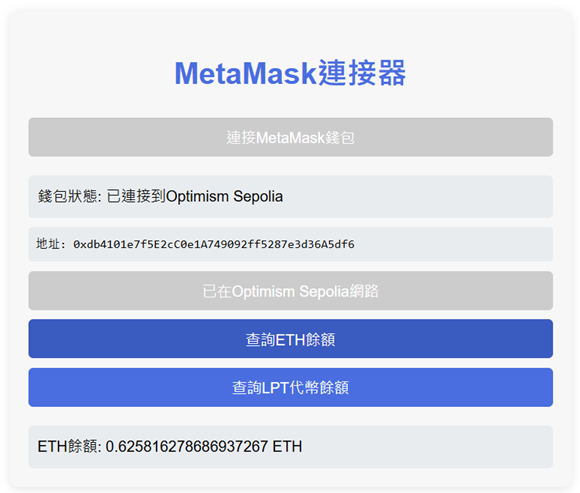 MetaMask連接器
連接MetaMask錢包
錢包狀態: 已連接到Optimism Sepolia
地址: 0xdb4101e7f5E2cC0e1A749092ff5287e3d36A5df6
已在Optimism Sepolia網路
查詢ETH餘額
查詢LPT代幣餘額
ETH餘額: 0.625816278686937267 ETH